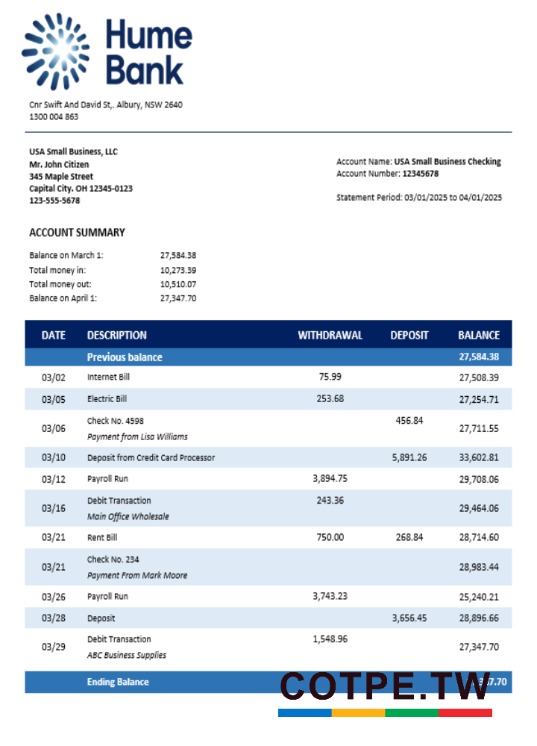 Hume
Bank
Cnr Swift And David St,. Albury, NSW 2640
1300 004 863
USA Small Business, LLC
Mr. John Citizen
345 Maple Street
Capital City. OH 12345-0123
123-555-5678
Account Name: USA Small Business Checking
Account Number: 12345678
Statement Period: 03/01/2025 to 04/01/2025
ACCOUNT SUMMARY
Balance on March 1: 27,584.38
Total money in: 10,273.39
Total money out: 10,510.07
Balance on April 1: 27,347.70
DATE DESCRIPTION WITHDRAWAL DEPOSIT BALANCE
Previous balance 27,584.38
03/02 Internet Bill 75.99 27,508.39
03/05 Electric Bill 253.68 27,254.71
03/06 Check No. 4598 456.84 27,711.55
Payment from Lisa Williams
03/10 Deposit from Credit Card Processor 5,891.26 33,602.81
03/12 Payroll Run 3,894.75 29,708.06
03/16 Debit Transaction 243.36 29,464.06
Main Office Wholesale
03/21 Rent Bill 750.00 268.84 28,714.60
03/21 Check No. 234 28,983.44
Payment From Mark Moore
03/26 Payroll Run 3,743.23 25,240.21
03/28 Deposit 3,656.45 28,896.66
03/29 Debit Transaction 1,548.96 27,347.70
ABC Business Supplies
Ending Balance
COTPE.TW